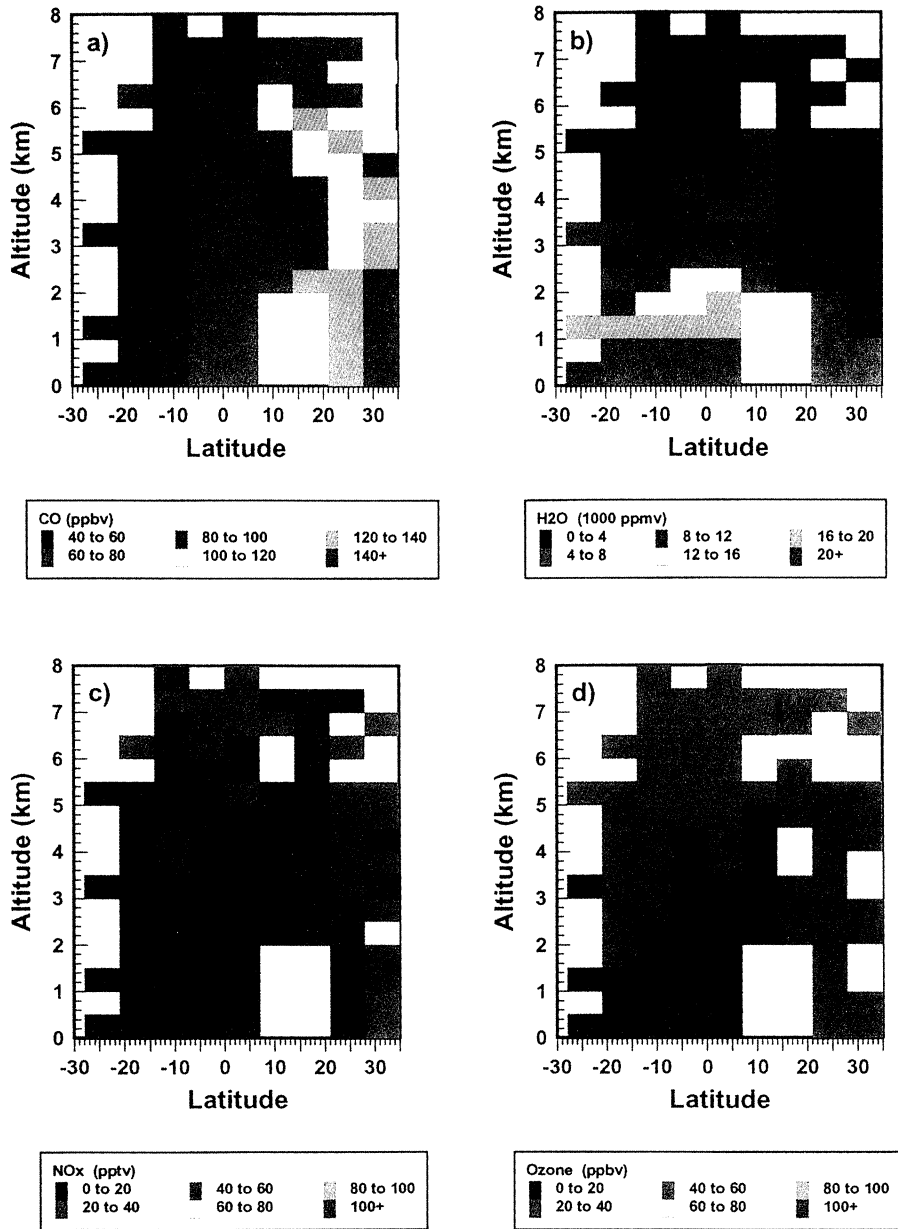 a)
8
7
6
5
4
3
2
1
0
Altitude (km)
-30 -20 -10 0 10 20 30
Latitude
CO (ppbv)
40 to 60 80 to 100 120 to 140
60 to 80 100 to 120 140+
b)
8
7
6
5
4
3
2
1
0
Altitude (km)
-30 -20 -10 0 10 20 30
Latitude
H2O (1000 ppmv)
0 to 4 8 to 12 16 to 20
4 to 8 12 to 16 20+
c)
8
7
6
5
4
3
2
1
0
Altitude (km)
-30 -20 -10 0 10 20 30
Latitude
NOx (pptv)
0 to 20 40 to 60 80 to 100
20 to 40 60 to 80 100+
d)
8
7
6
5
4
3
2
1
0
Altitude (km)
-30 -20 -10 0 10 20 30
Latitude
Ozone (ppbv)
0 to 20 40 to 60 80 to 100
20 to 40 60 to 80 100+